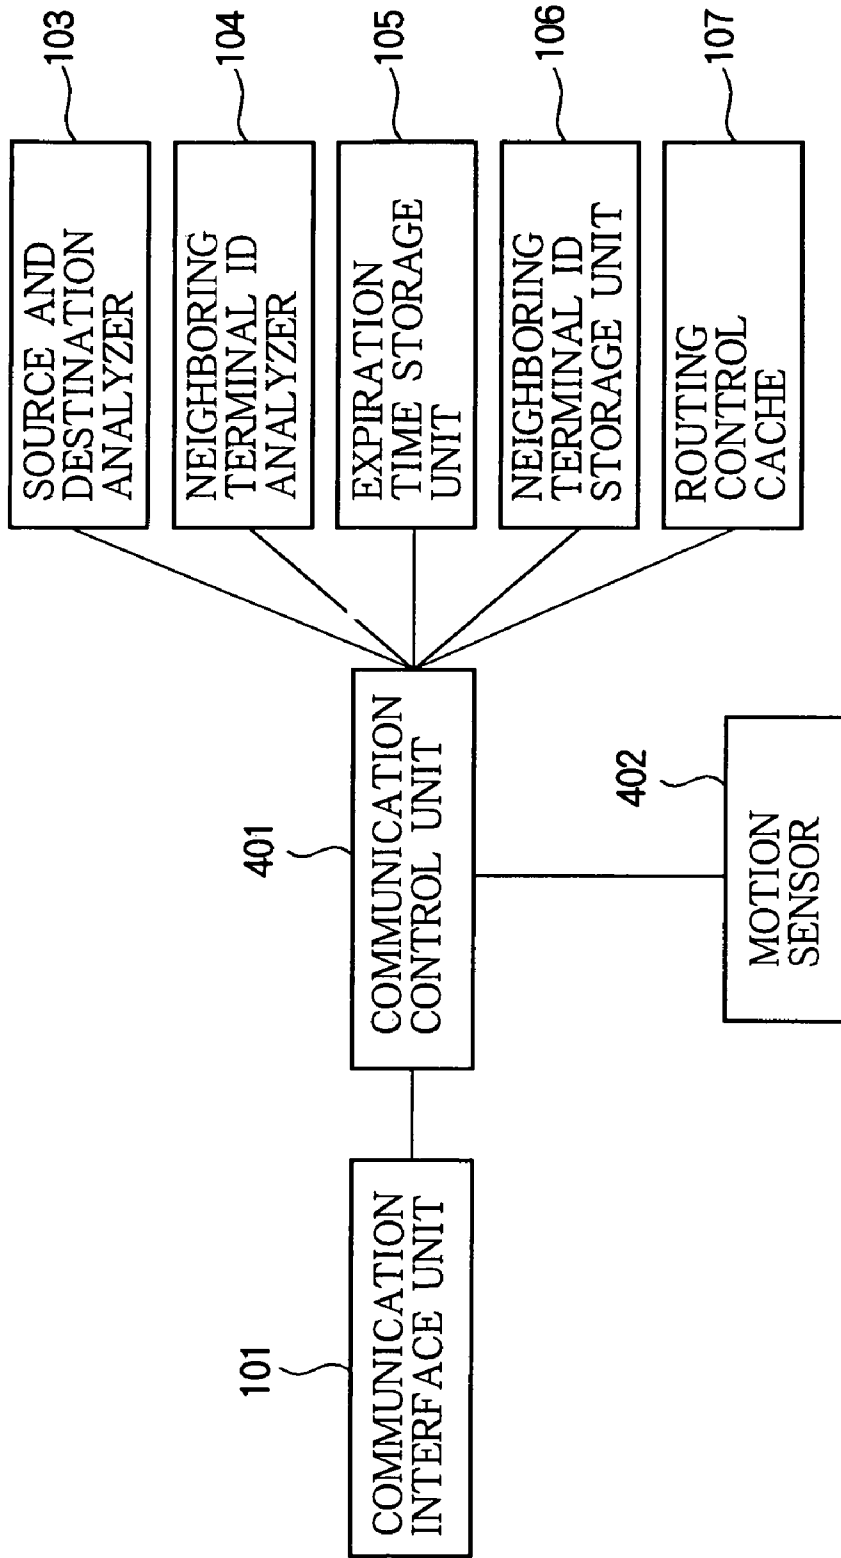 101
COMMUNICATION
INTERFACE UNIT
401
COMMUNICATION
CONTROL UNIT
402
MOTION
SENSOR
SOURCE AND
DESTINATION
ANALYZER
103
NEIGHBORING
TERMINAL ID
ANALYZER
104
EXPIRATION
TIME STORAGE
UNIT
105
NEIGHBORING
TERMINAL ID
STORAGE UNIT
106
ROUTING
CONTROL
CACHE
107